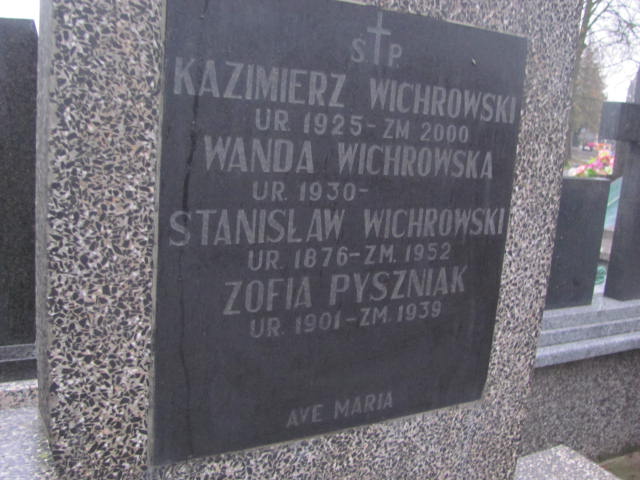 Ś P.
KAZIMIERZ WICHROWSKI
UR. 1925-ZM 2000
WANDA WICHROWSKA
UR. 1930-
STANISŁAW WICHROWSKI
UR. 1876-ZM. 1952
ZOFIA PYSZNIAK
UR. 1901-ZM. 1939
AVE MARIA